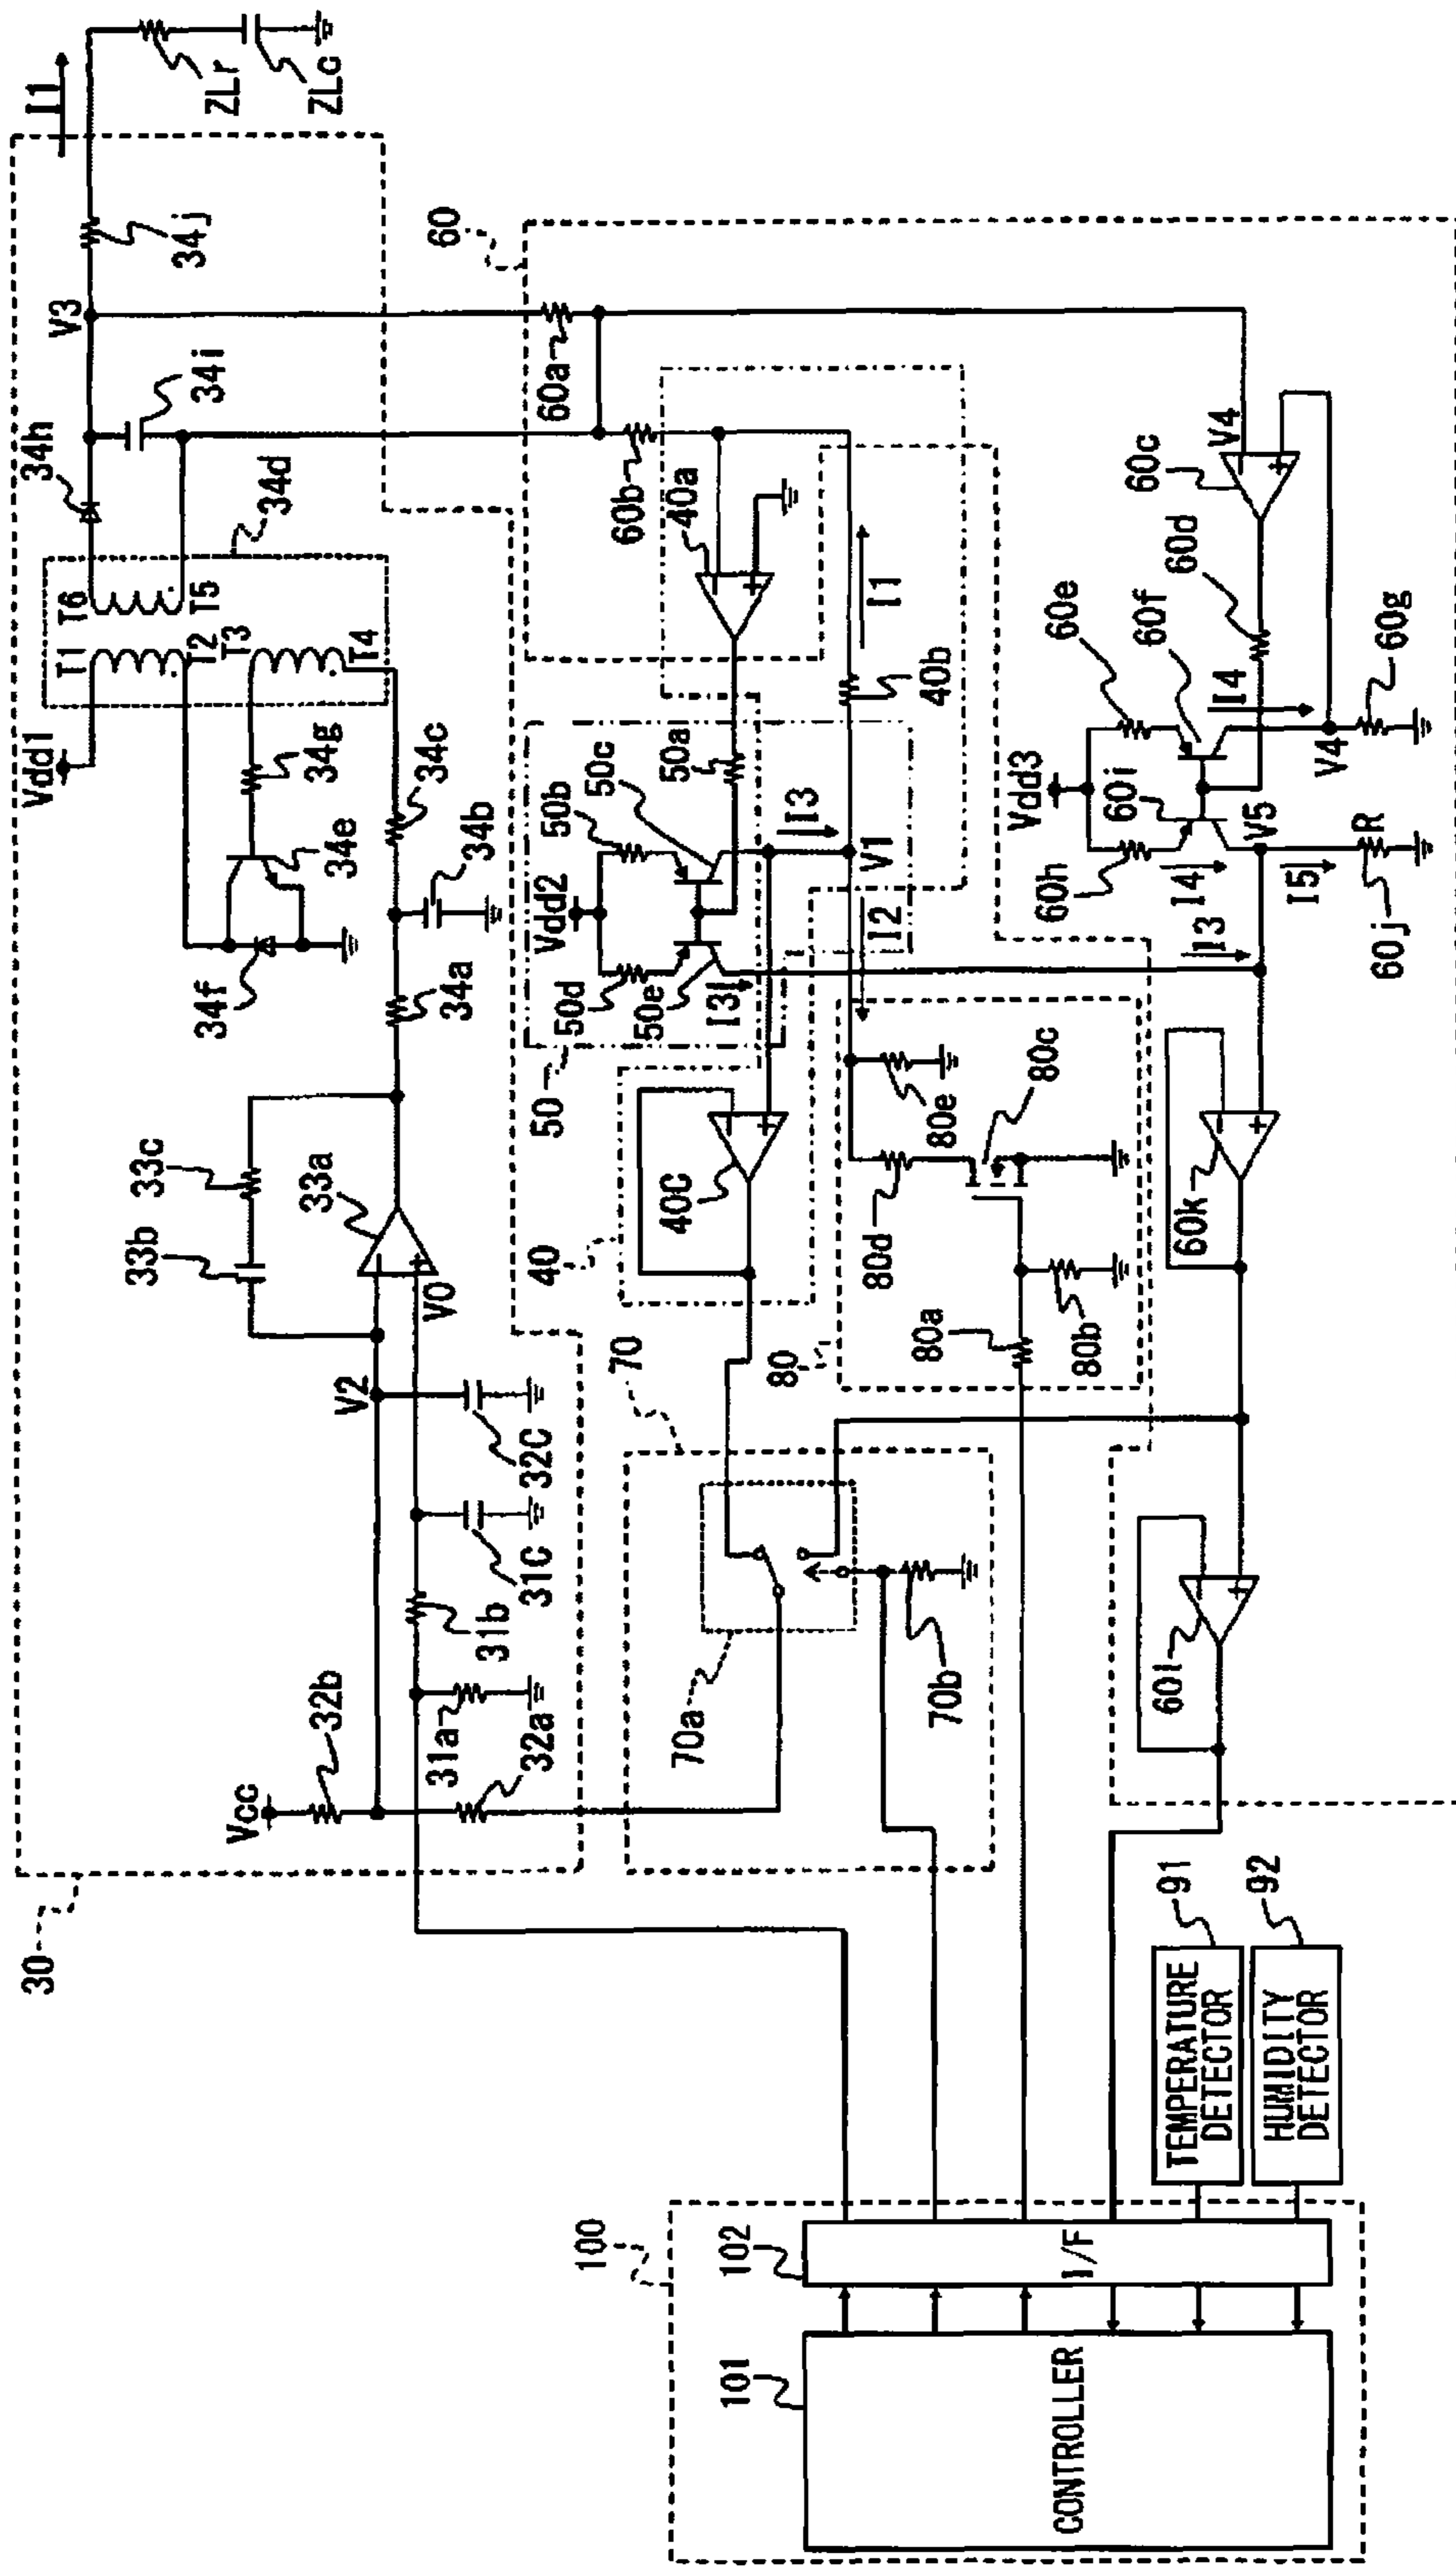 I1
ZLr
ZLc
34j
V3
34i
34h
34d
T6
T5
T1
T2
T3
T4
Vdd1
34g
34e
34f
34c
34b
34a
33c
33b
33a
V0
V2
32C
31C
31b
31a
32a
32b
Vcc
30
60
60a
60b
40a
I1
40b
50a
50b
50c
Vdd2
50d
50e
50
I3
I3
V1
I2
40C
40
80e
80c
80d
80a
80b
80
70
70a
70b
V4
60c
60d
60e
60f
I4
60g
V4
Vdd3
60i
60h
I4
V5
R
I5
60j
I3
60k
60l
91
TEMPERATURE
DETECTOR
92
HUMIDITY
DETECTOR
100
102
I/F
101
CONTROLLER